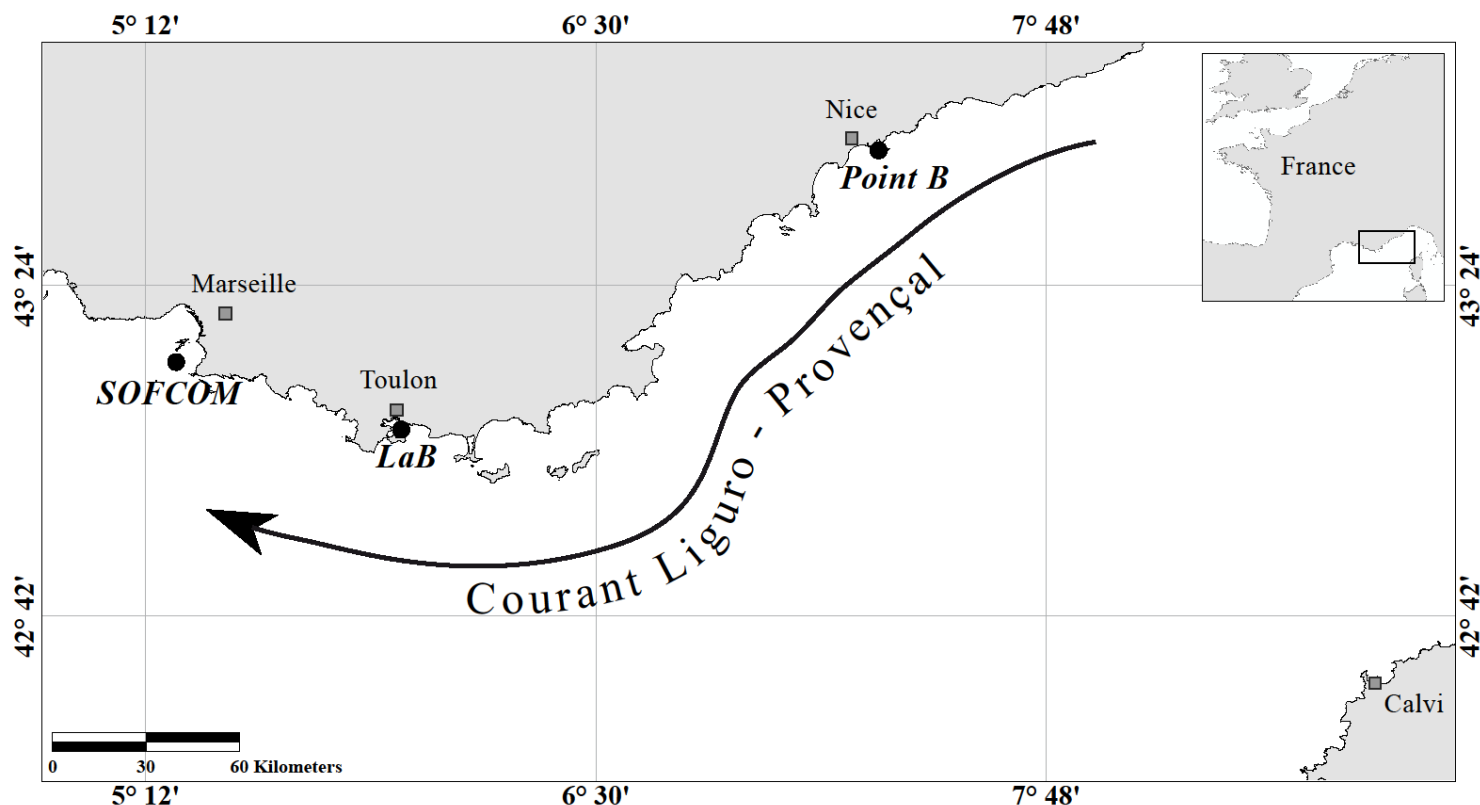 5° 12'
6° 30'
7° 48'
Nice
Point B
France
43° 24'
43° 24'
Marseille
SOFCOM
Toulon
LaB
Courant Liguro - Provençal
42° 42'
42° 42'
Calvi
0 30 60 Kilometers
5° 12'
6° 30'
7° 48'